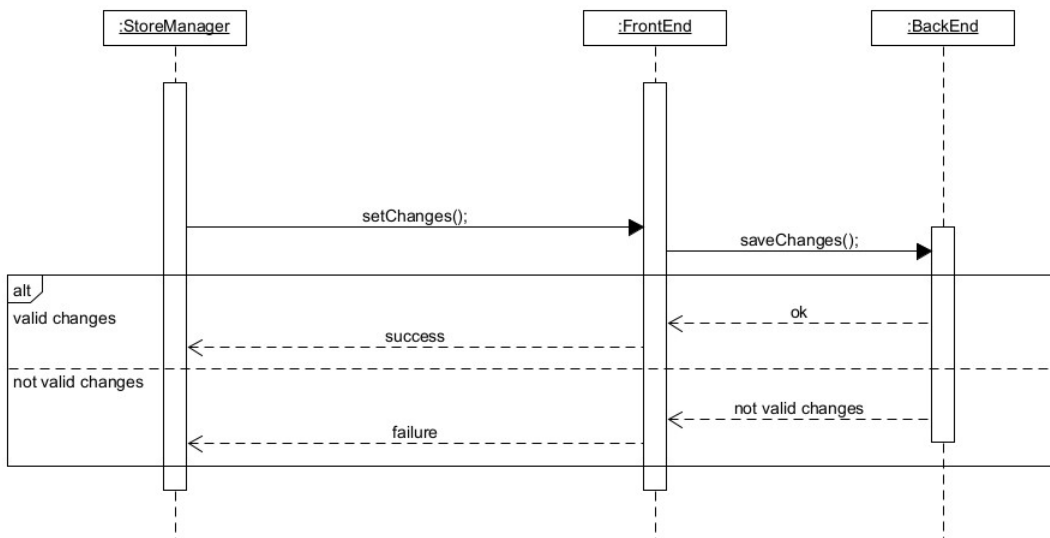 :StoreManager
:FrontEnd
:BackEnd
setChanges();
saveChanges();
alt
valid changes
ok
success
not valid changes
not valid changes
failure